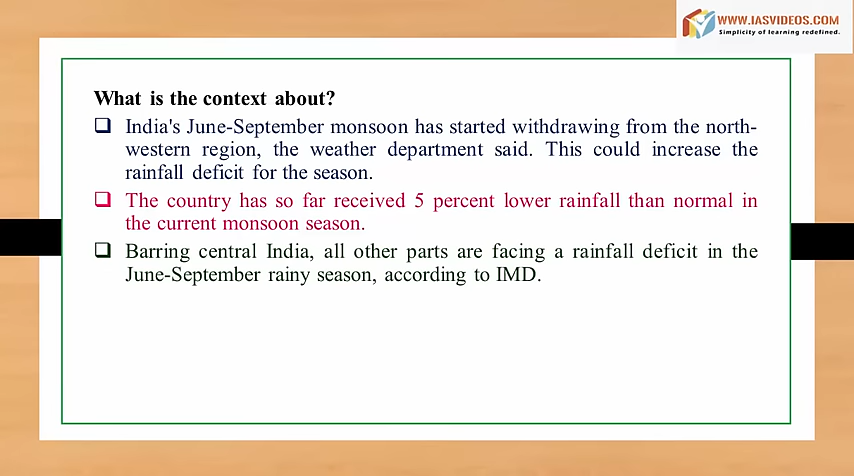 WWW.IASVIDEOS.COM
Simplicity of learning redefined.
What is the context about?
India's June-September monsoon has started withdrawing from the north-
western region, the weather department said. This could increase the
rainfall deficit for the season.
The country has so far received 5 percent lower rainfall than normal in
the current monsoon season.
Barring central India, all other parts are facing a rainfall deficit in the
June-September rainy season, according to IMD.